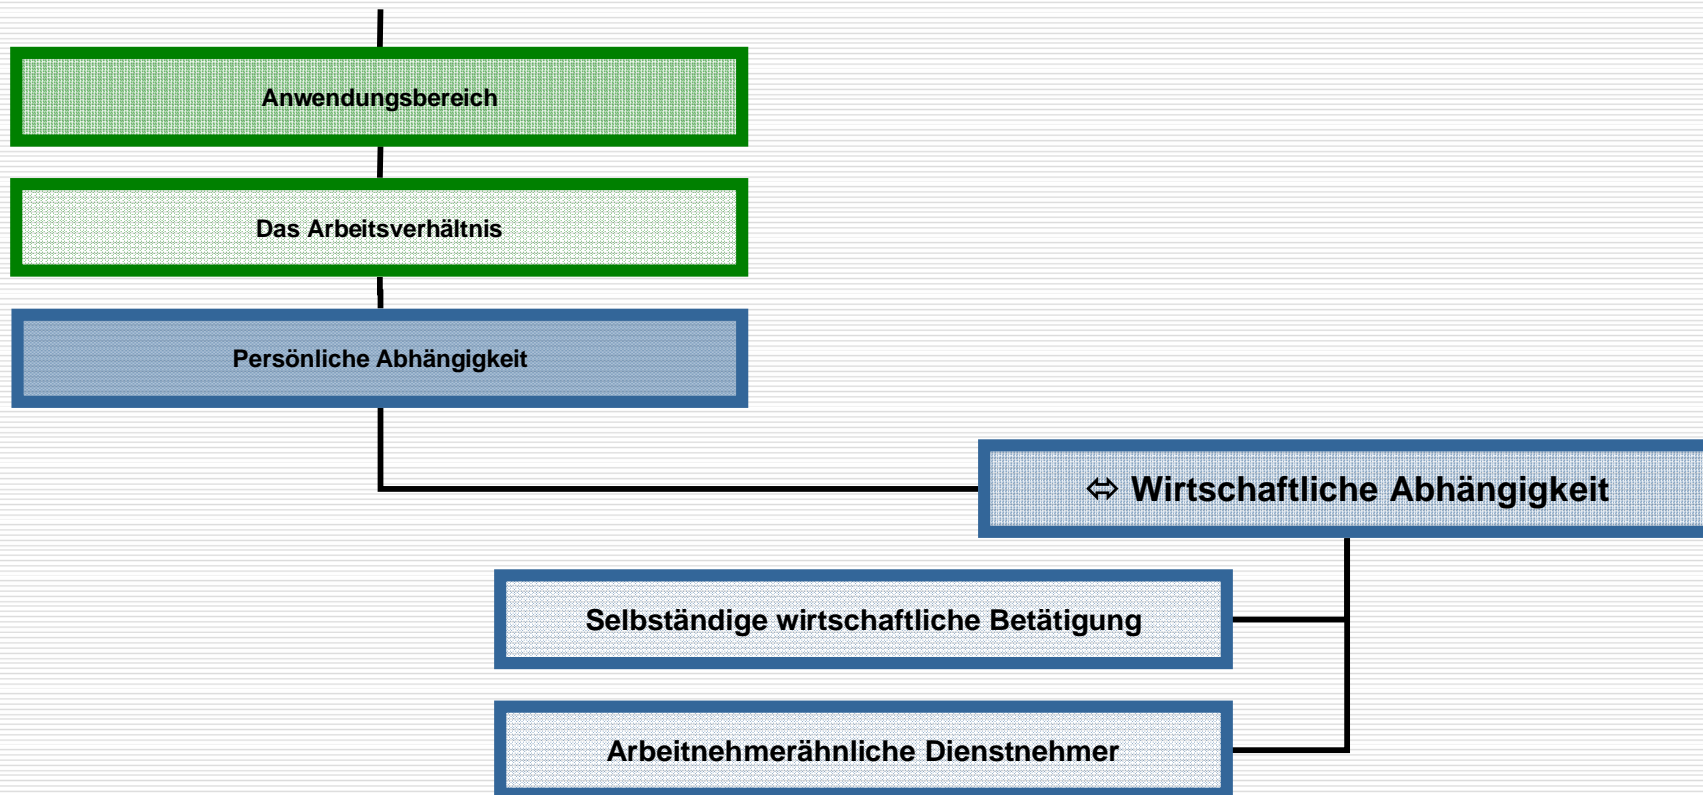 Anwendungsbereich
Das Arbeitsverhältnis
Persönliche Abhängigkeit
⇔ Wirtschaftliche Abhängigkeit
Selbständige wirtschaftliche Betätigung
Arbeitnehmerähnliche Dienstnehmer